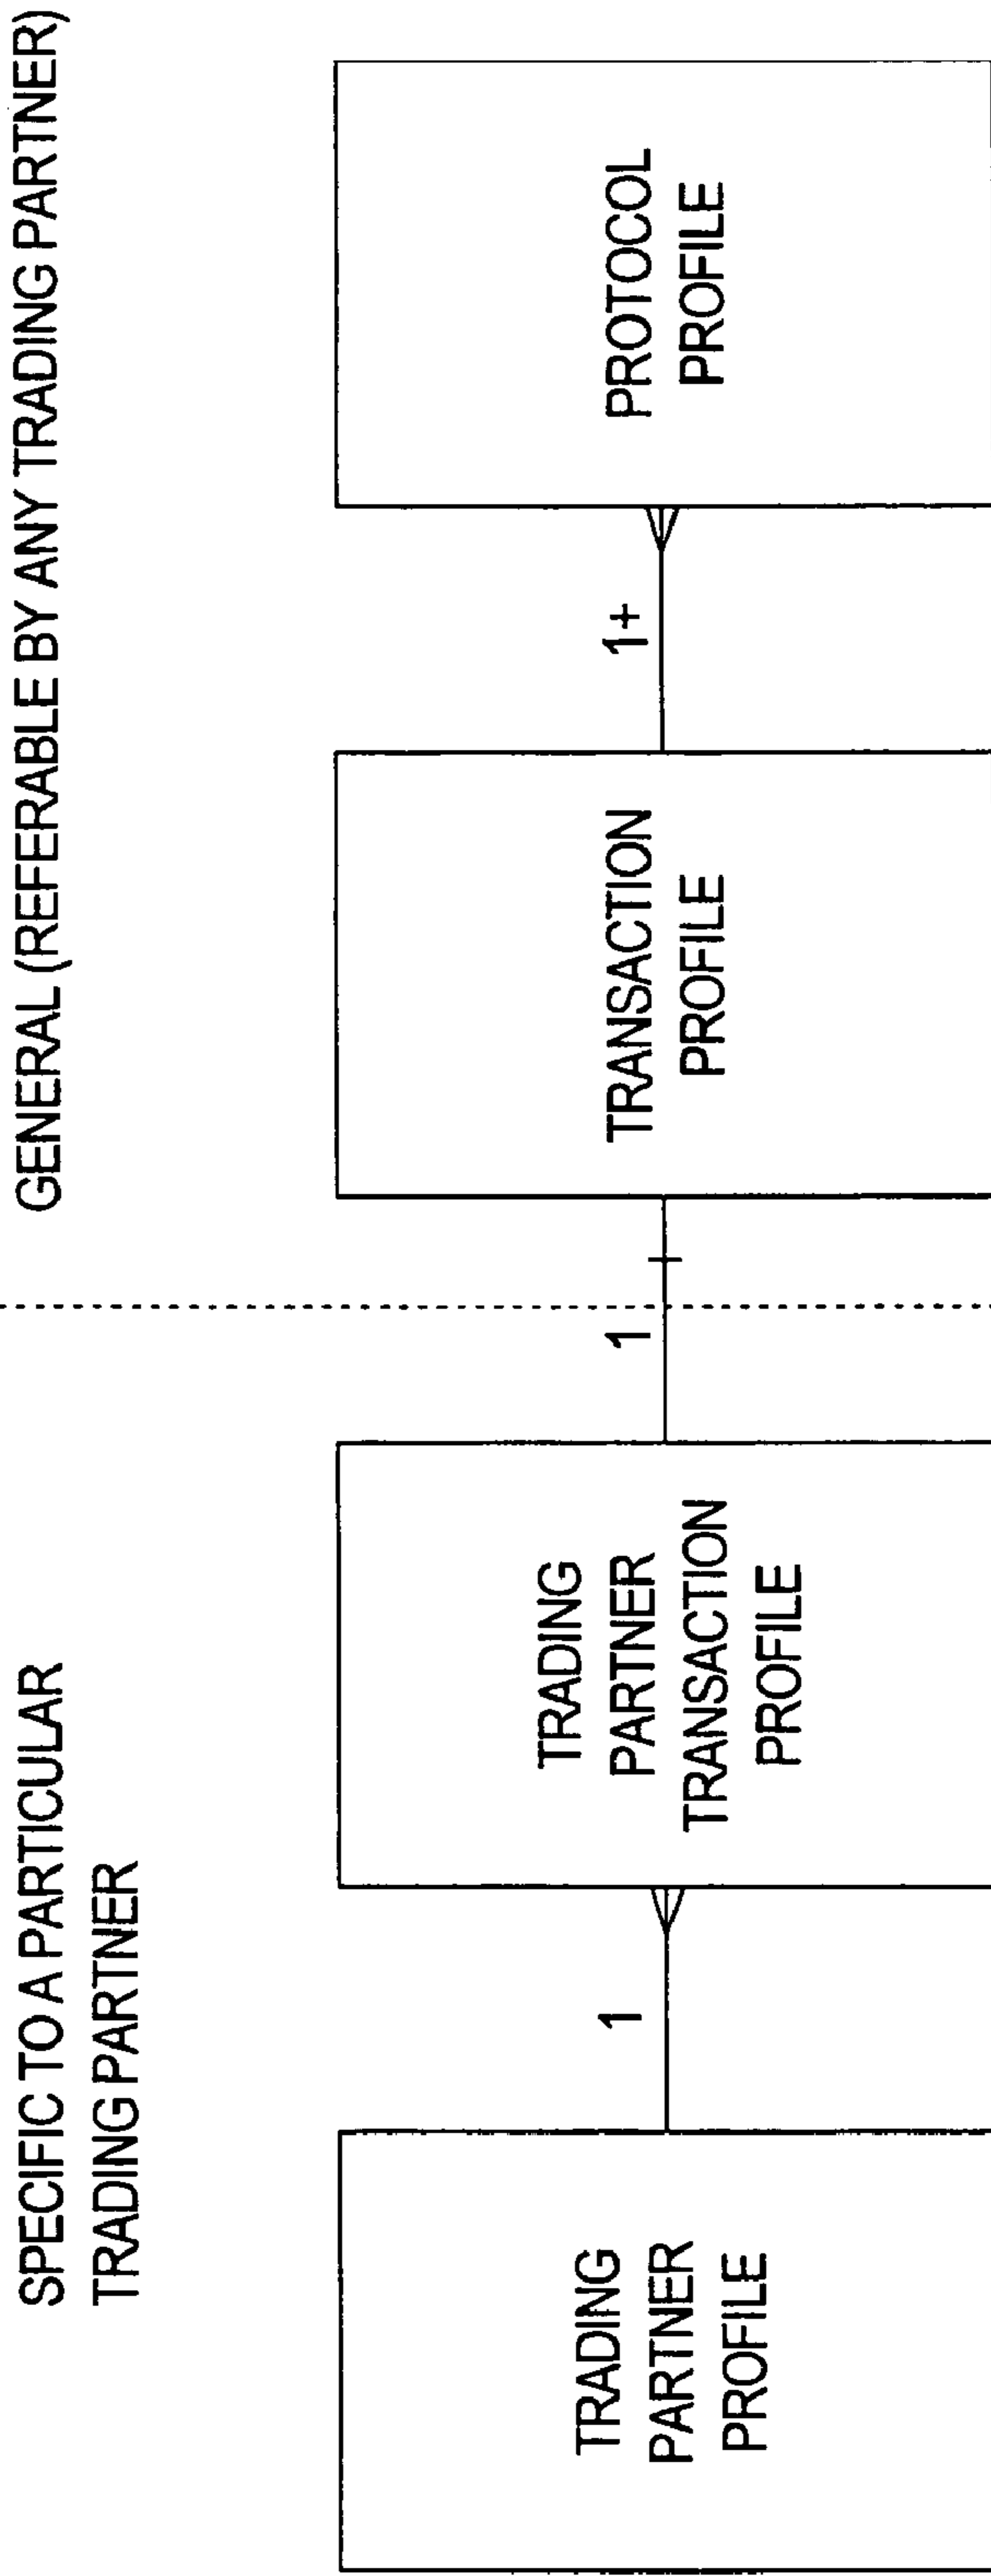 SPECIFIC TO A PARTICULAR
TRADING PARTNER
GENERAL (REFERABLE BY ANY TRADING PARTNER)
TRADING
PARTNER
PROFILE
1
TRADING
PARTNER
TRANSACTION
PROFILE
1
TRANSACTION
PROFILE
1+
PROTOCOL
PROFILE